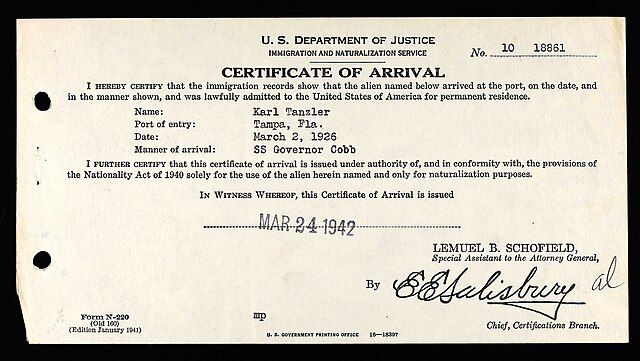 U. S. DEPARTMENT OF JUSTICE
IMMIGRATION AND NATURALIZATION SERVICE
No. 10 18861
CERTIFICATE OF ARRIVAL
I HEREBY CERTIFY that the immigration records show that the alien named below arrived at the port, on the date, and
in the manner shown, and was lawfully admitted to the United States of America for permanent residence.
Name: Karl Tanzler
Port of entry: Tampa, Fla.
Date: March 2, 1926
Manner of arrival: SS Governor Cobb
I FURTHER CERTIFY that this certificate of arrival is issued under authority of, and in conformity with, the provisions of
the Nationality Act of 1940 solely for the use of the alien herein named and only for naturalization purposes.
IN WITNESS WHEREOF, this Certificate of Arrival is issued
MAR 24 1942
LEMUEL B. SCHOFIELD,
Special Assistant to the Attorney General,
By E E Salisbury al
Chief, Certifications Branch.
Form N-220
(Old 160)
(Edition January 1941)
mp
U. S. GOVERNMENT PRINTING OFFICE 16—18397